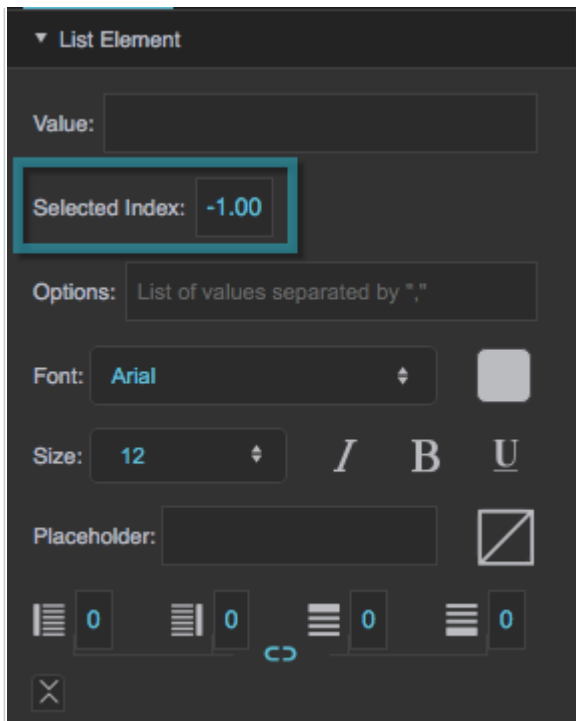 List Element
Value:
Selected Index: -1.00
Options: List of values separated by ","
Font: Arial
Size: 12 I B U
Placeholder:
0 0 0 0